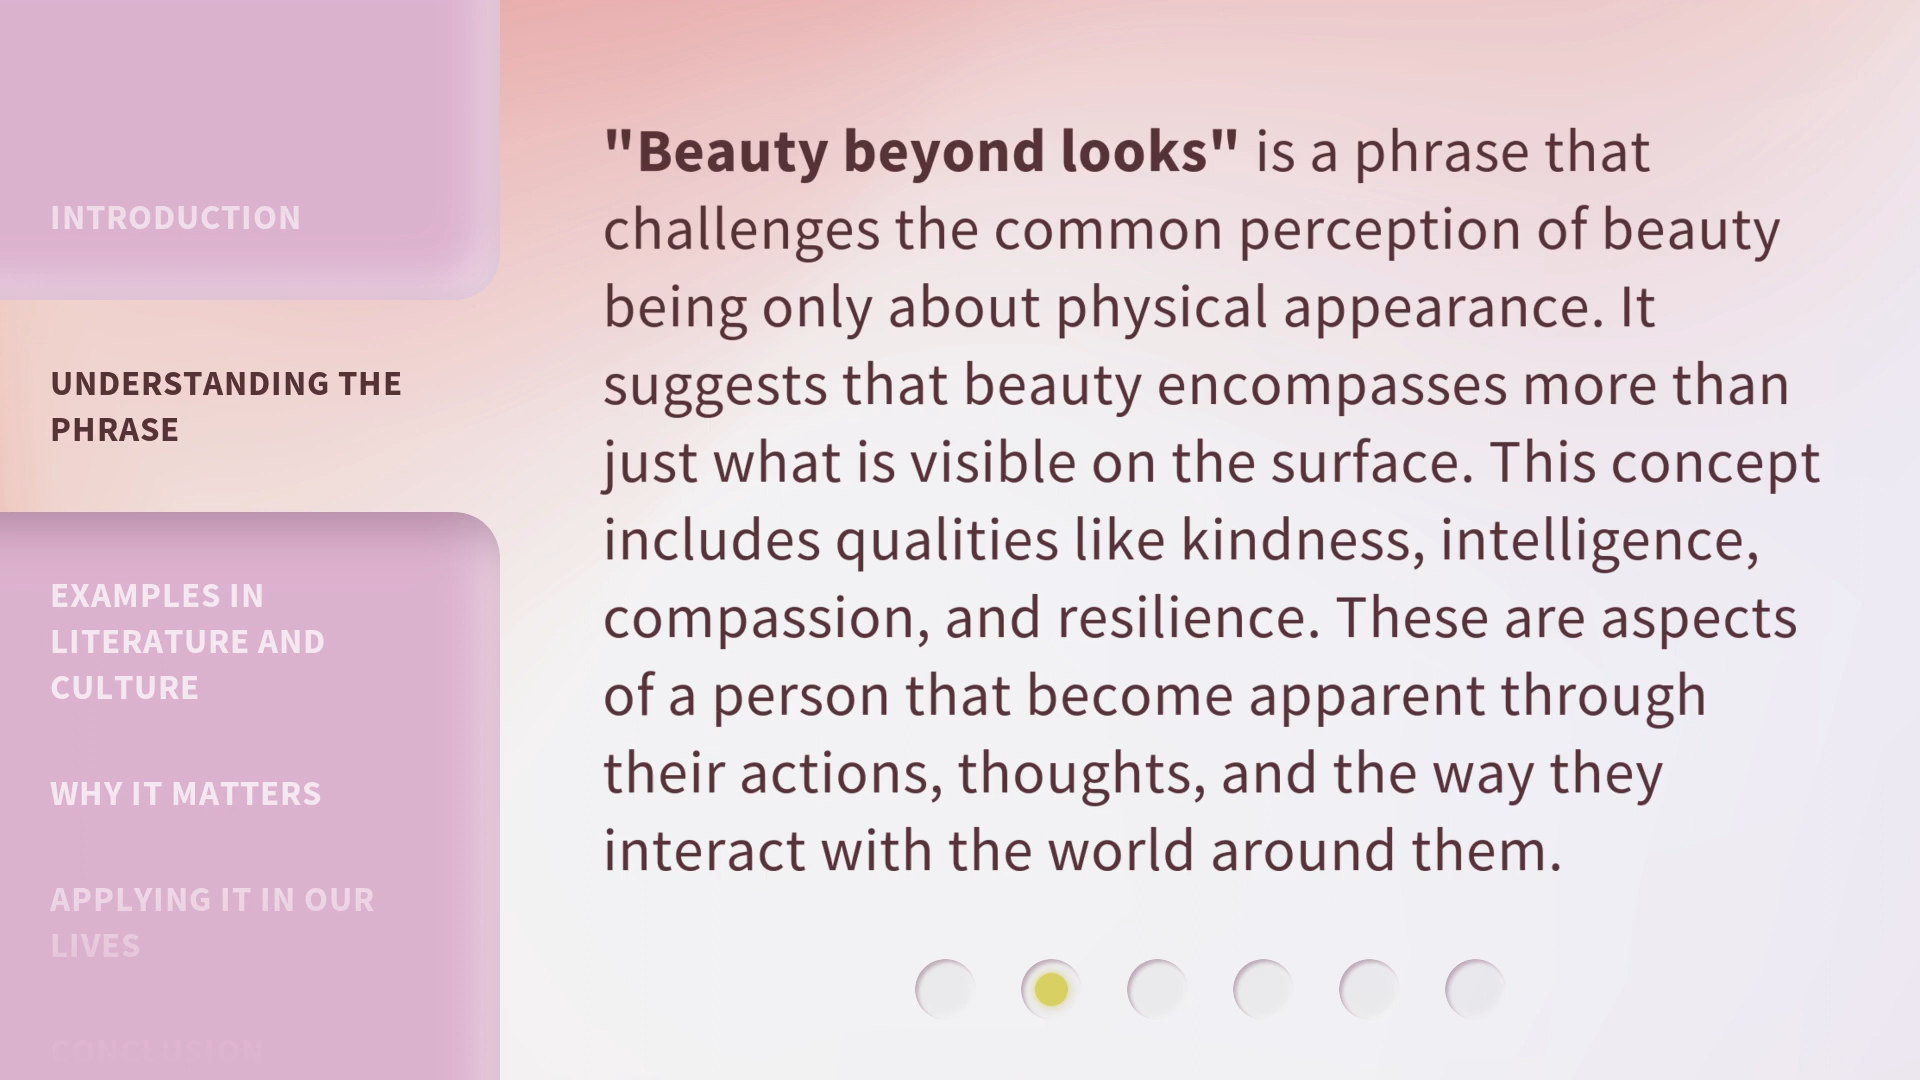 INTRODUCTION
UNDERSTANDING THE
PHRASE
EXAMPLES IN
LITERATURE AND
CULTURE
WHY IT MATTERS
APPLYING IT IN OUR
LIVES
CONCLUSION
"Beauty beyond looks" is a phrase that
challenges the common perception of beauty
being only about physical appearance. It
suggests that beauty encompasses more than
just what is visible on the surface. This concept
includes qualities like kindness, intelligence,
compassion, and resilience. These are aspects
of a person that become apparent through
their actions, thoughts, and the way they
interact with the world around them.